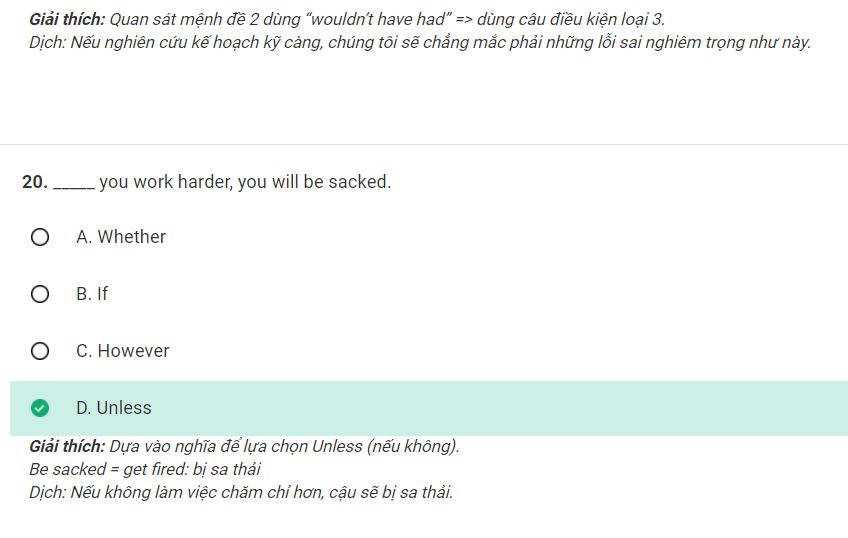 Giải thích: Quan sát mệnh đề 2 dùng "wouldn't have had" => dùng câu điều kiện loại 3.
Dịch: Nếu nghiên cứu kế hoạch kỹ càng, chúng tôi sẽ chẳng mắc phải những lỗi sai nghiêm trọng như này.
20. _____ you work harder, you will be sacked.
A. Whether
B. If
C. However
D. Unless
Giải thích: Dựa vào nghĩa để lựa chọn Unless (nếu không).
Be sacked = get fired: bị sa thải
Dịch: Nếu không làm việc chăm chỉ hơn, cậu sẽ bị sa thải.